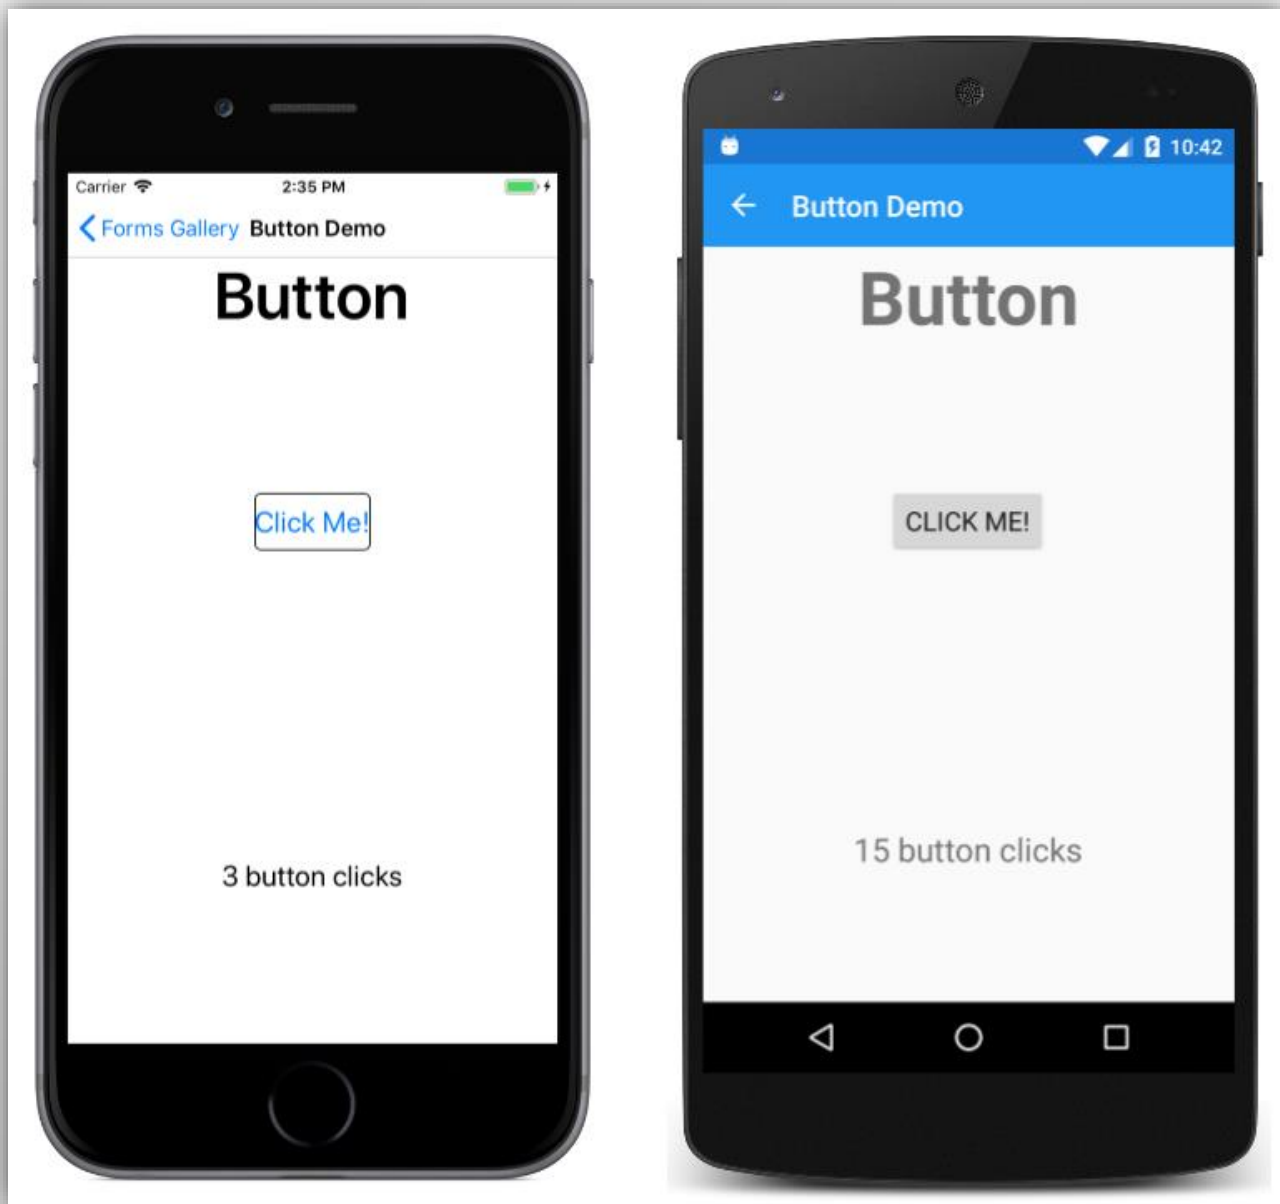 Carrier 2:35 PM
Forms Gallery Button Demo
Button
Click Me!
3 button clicks
10:42
Button Demo
Button
CLICK ME!
15 button clicks